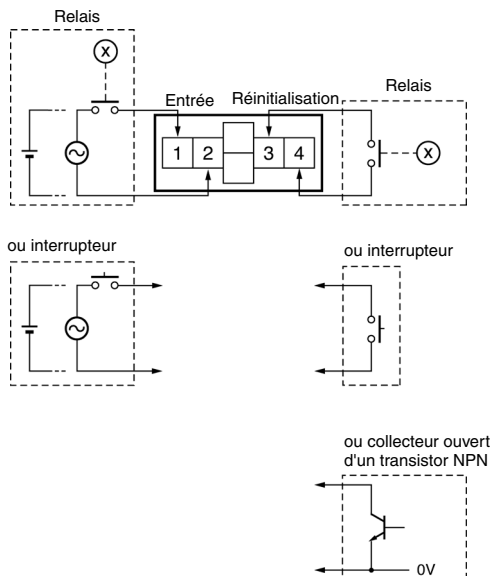 Relais
X
Entrée Réinitialisation
Relais
1 2 3 4
X
ou interrupteur
ou interrupteur
ou collecteur ouvert
d'un transistor NPN
0V